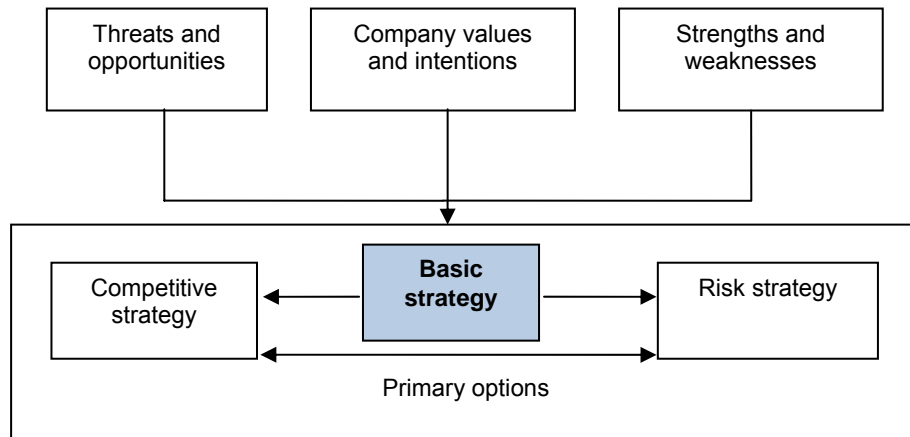 Threats and
opportunities
Company values
and intentions
Strengths and
weaknesses
Competitive
strategy
Basic
strategy
Risk strategy
Primary options